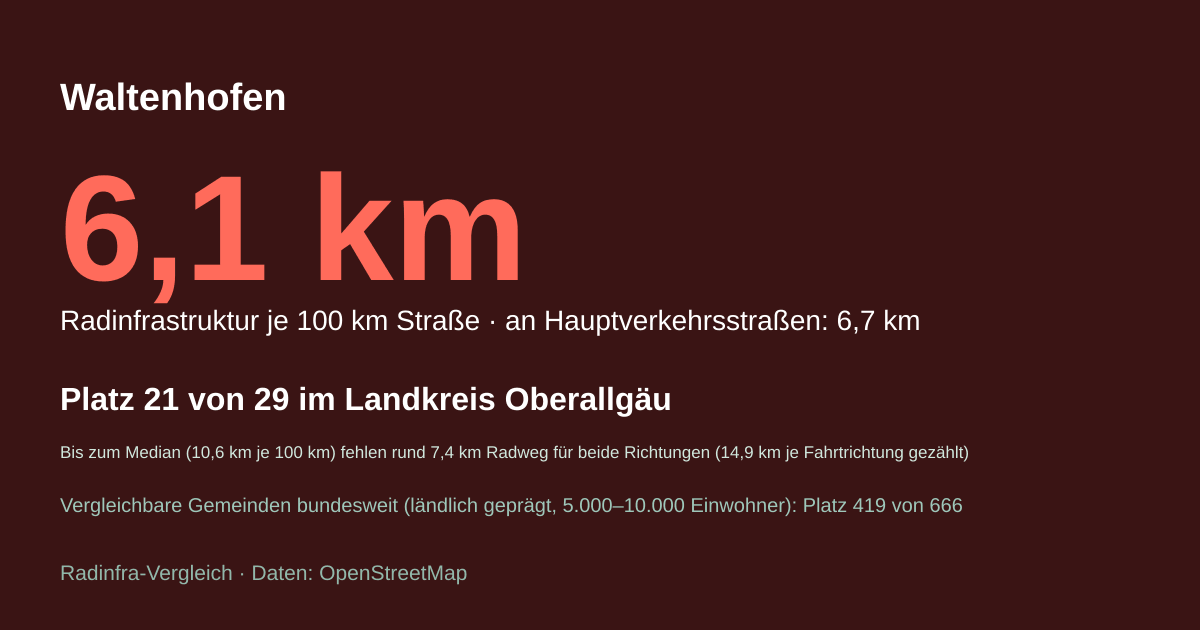 Waltenhofen
6,1 km
Radinfrastruktur je 100 km Straße · an Hauptverkehrsstraßen: 6,7 km
Platz 21 von 29 im Landkreis Oberallgäu
Bis zum Median (10,6 km je 100 km) fehlen rund 7,4 km Radweg für beide Richtungen (14,9 km je Fahrtrichtung gezählt)
Vergleichbare Gemeinden bundesweit (ländlich geprägt, 5.000–10.000 Einwohner): Platz 419 von 666
Radinfra-Vergleich · Daten: OpenStreetMap